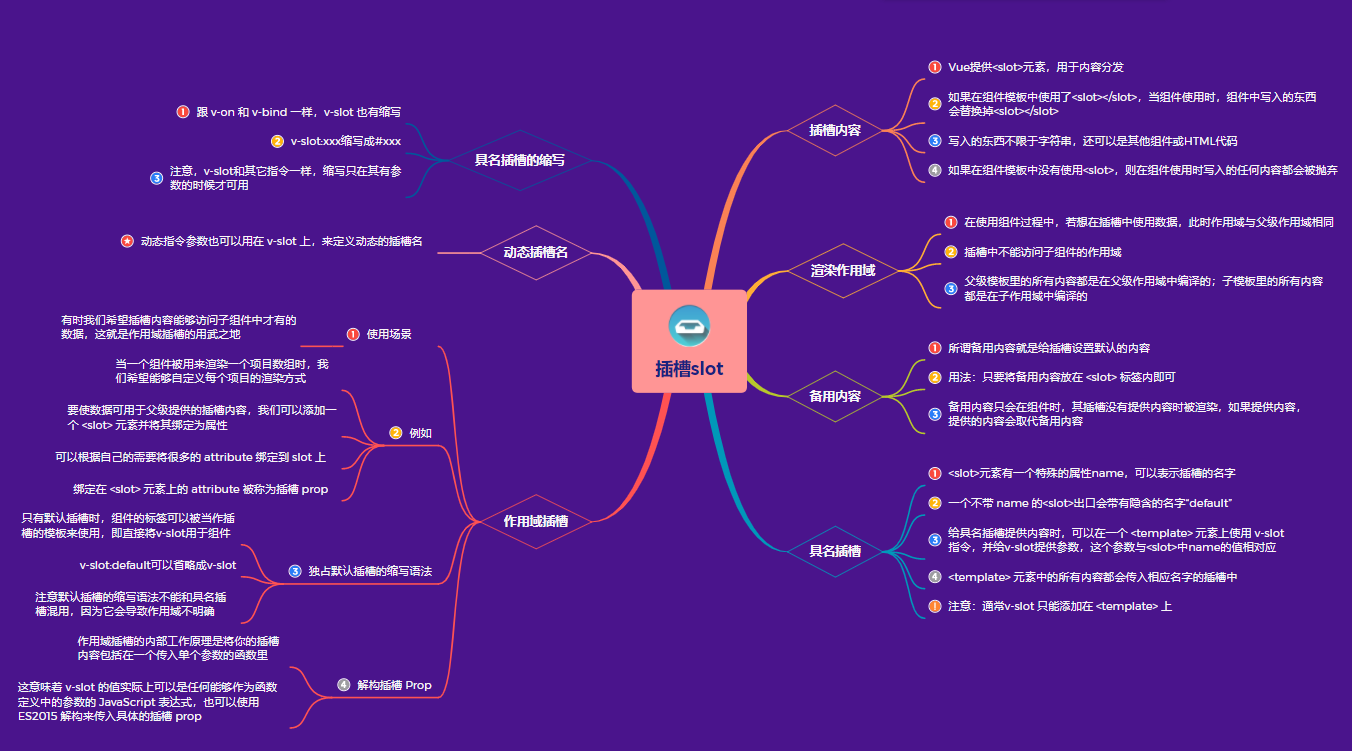 插槽slot
插槽内容
1 Vue提供<slot>元素，用于内容分发
2 如果在组件模板中使用了<slot></slot>，当组件使用时，组件中写入的东西
会替换掉<slot></slot>
3 写入的东西不限于字符串，还可以是其他组件或HTML代码
4 如果在组件模板中没有使用<slot>，则在组件使用时写入的任何内容都会被抛弃
渲染作用域
1 在使用组件过程中，若想在插槽中使用数据，此时作用域与父级作用域相同
2 插槽中不能访问子组件的作用域
3 父级模板里的所有内容都是在父级作用域中编译的；子模板里的所有内容
都是在子作用域中编译的
备用内容
1 所谓备用内容就是给插槽设置默认的内容
2 用法：只要将备用内容放在 <slot> 标签内即可
3 备用内容只会在组件时，其插槽没有提供内容时被渲染，如果提供内容，
提供的内容会取代备用内容
具名插槽
1 <slot>元素有一个特殊的属性name，可以表示插槽的名字
2 一个不带 name 的<slot>出口会带有隐含的名字“default”
3 给具名插槽提供内容时，可以在一个 <template> 元素上使用 v-slot
指令，并给v-slot提供参数，这个参数与<slot>中name的值相对应
4 <template> 元素中的所有内容都会传入相应名字的插槽中
! 注意：通常v-slot 只能添加在 <template> 上
具名插槽的缩写
1 跟 v-on 和 v-bind 一样，v-slot 也有缩写
2 v-slot:xxx缩写成#xxx
3 注意，v-slot和其它指令一样，缩写只在其有参
数的时候才可用
动态插槽名
动态指令参数也可以用在 v-slot 上，来定义动态的插槽名
作用域插槽
1 使用场景
有时我们希望插槽内容能够访问子组件中才有的
数据，这就是作用域插槽的用武之地
2 例如
当一个组件被用来渲染一个项目数组时，我
们希望能够自定义每个项目的渲染方式
要使数据可用于父级提供的插槽内容，我们可以添加一
个 <slot> 元素并将其绑定为属性
可以根据自己的需要将很多的 attribute 绑定到 slot 上
绑定在 <slot> 元素上的 attribute 被称为插槽 prop
3 独占默认插槽的缩写语法
只有默认插槽时，组件的标签可以被当作插
槽的模板来使用，即直接将v-slot用于组件
v-slot:default可以省略成v-slot
注意默认插槽的缩写语法不能和具名插
槽混用，因为它会导致作用域不明确
4 解构插槽 Prop
作用域插槽的内部工作原理是将你的插槽
内容包括在一个传入单个参数的函数里
这意味着 v-slot 的值实际上可以是任何能够作为函数
定义中的参数的 JavaScript 表达式，也可以使用
ES2015 解构来传入具体的插槽 prop